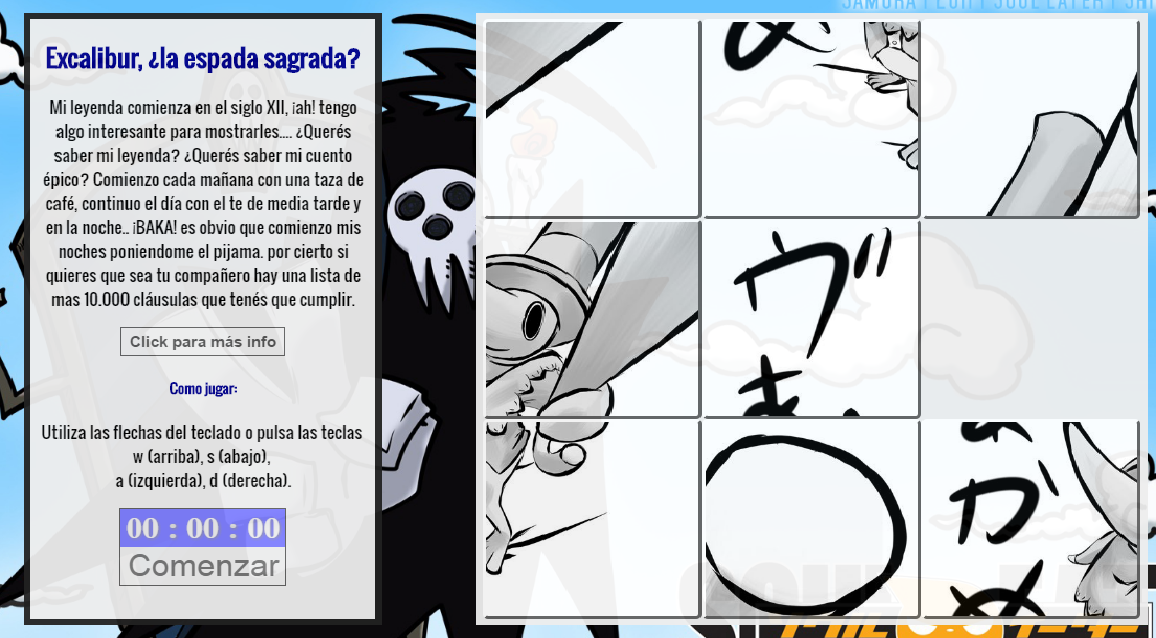 SOUL EATER
Excalibur, ¿la espada sagrada?
Mi leyenda comienza en el siglo XII, ¡ah! tengo
algo interesante para mostrarles.... ¿Querés
saber mi leyenda? ¿Querés saber mi cuento
épico? Comienzo cada mañana con una taza de
café, continuo el día con el te de media tarde y
en la noche... ¡BAKA! es obvio que comienzo mis
noches poniendome el pijama. por cierto si
quieres que sea tu compañero hay una lista de
mas 10.000 cláusulas que tenés que cumplir.
Click para más info
Como jugar:
Utiliza las flechas del teclado o pulsa las teclas
w (arriba), s (abajo),
a (izquierda), d (derecha).
00 : 00 : 00
Comenzar
ヴ
が